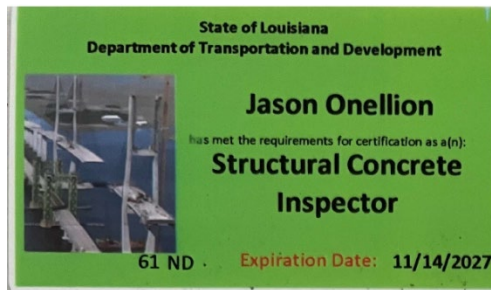 State of Louisiana
Department of Transportation and Development
Jason Onellion
has met the requirements for certification as a(n):
Structural Concrete
Inspector
61 ND .
Expiration Date: 11/14/2027